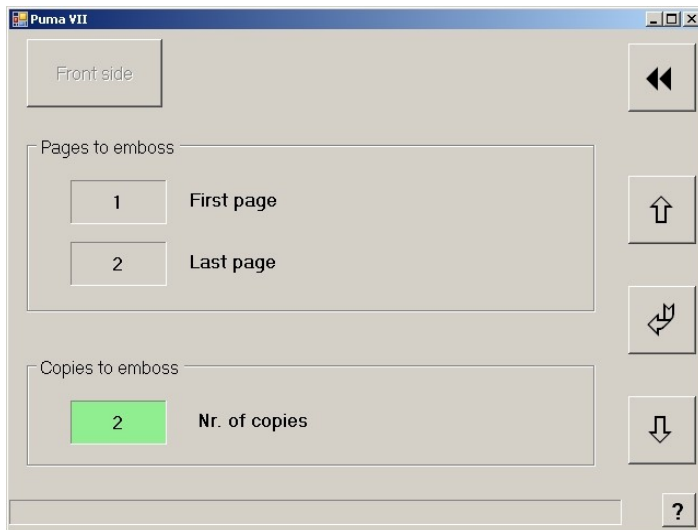 Puma VII
Front side
Pages to emboss
1 First page
2 Last page
Copies to emboss
2 Nr. of copies
?